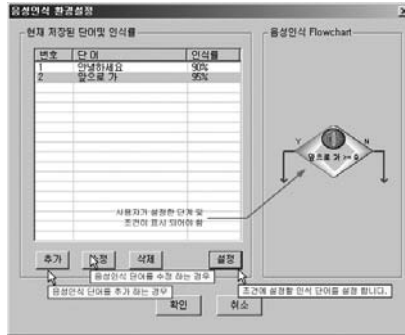 음성인식 환경설정
현재 저장된 단어및 인식률
번호 단 어 인식률
1 안녕하세요 90%
2 앞으로 가 95%
음성인식 Flowchart
Y N
앞으로 가 >= 0
사용자가 설정한 단계 및
조건이 표시 되어야 함
추가 수정 삭제 설정
음성인식 단어를 수정 하는 경우
음성인식 단어를 추가 하는 경우
조건에 설정할 인식 단어를 설정 합니다.
확인 취소